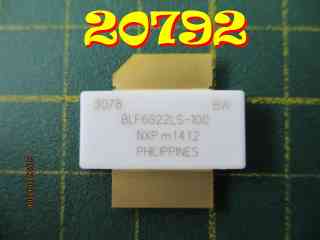 20792
3078 BW
BLF6G22LS-100
NXP m1412
PHILIPPINES